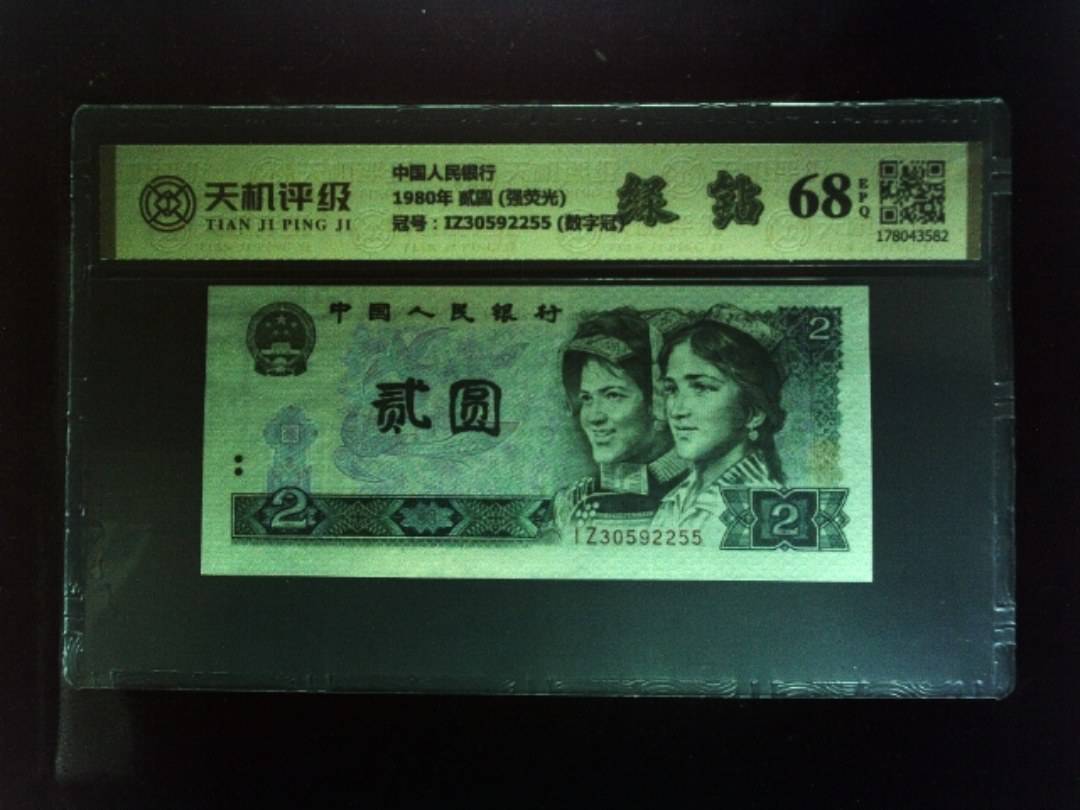 天机评级
TIAN JI PING JI
中国人民银行
1980年 贰圆 (强荧光)
冠号：IZ30592255 (数字冠)
绿 钻
68
EPQ
178043582
中国人民银行
贰圆
2
2
2
IZ30592255